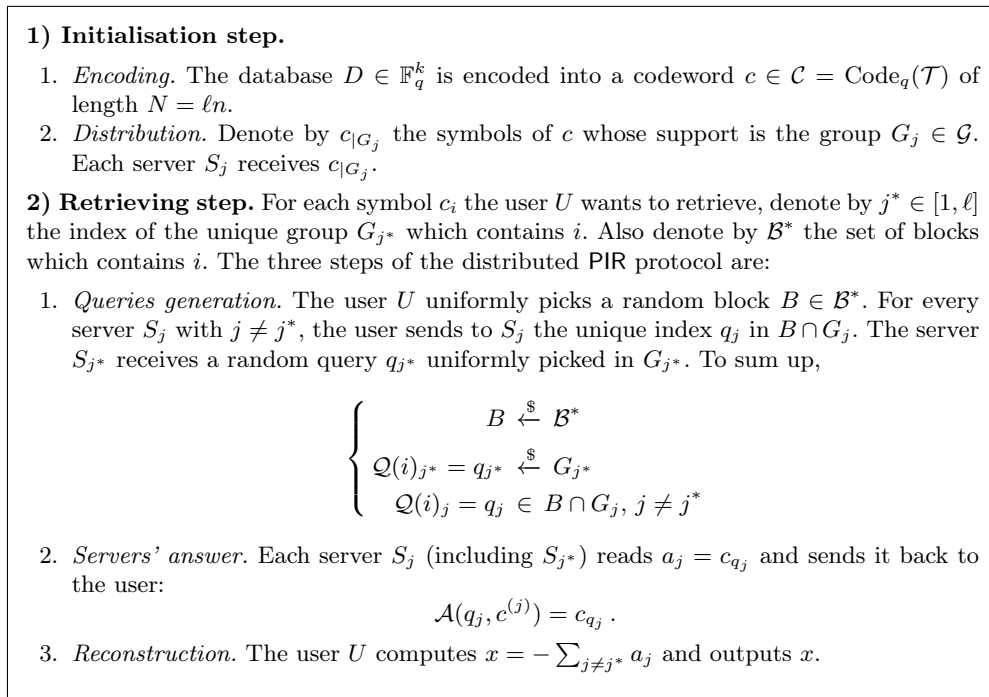 1) Initialisation step.
1. Encoding. The database D ∈ 𝔽_q^k is encoded into a codeword c ∈ 𝒞 = Code_q(𝒯) of
length N = ℓn.
2. Distribution. Denote by c_{|G_j} the symbols of c whose support is the group G_j ∈ 𝒢.
Each server S_j receives c_{|G_j}.
2) Retrieving step. For each symbol c_i the user U wants to retrieve, denote by j* ∈ [1, ℓ]
the index of the unique group G_{j*} which contains i. Also denote by ℬ* the set of blocks
which contains i. The three steps of the distributed PIR protocol are:
1. Queries generation. The user U uniformly picks a random block B ∈ ℬ*. For every
server S_j with j ≠ j*, the user sends to S_j the unique index q_j in B ∩ G_j. The server
S_{j*} receives a random query q_{j*} uniformly picked in G_{j*}. To sum up,
B ←$ ℬ*
𝒬(i)_{j*} = q_{j*} ←$ G_{j*}
𝒬(i)_j = q_j ∈ B ∩ G_j, j ≠ j*
2. Servers' answer. Each server S_j (including S_{j*}) reads a_j = c_{q_j} and sends it back to
the user:
𝒜(q_j, c^{(j)}) = c_{q_j} .
3. Reconstruction. The user U computes x = − ∑_{j≠j*} a_j and outputs x.